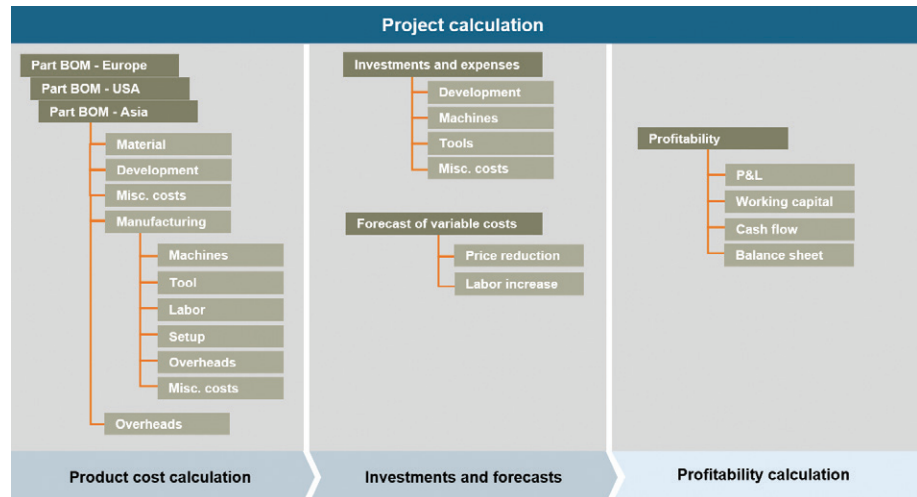 Project calculation
Part BOM - Europe
Part BOM - USA
Part BOM - Asia
Material
Development
Misc. costs
Manufacturing
Machines
Tool
Labor
Setup
Overheads
Misc. costs
Overheads
Product cost calculation
Investments and expenses
Development
Machines
Tools
Misc. costs
Forecast of variable costs
Price reduction
Labor increase
Investments and forecasts
Profitability
P&L
Working capital
Cash flow
Balance sheet
Profitability calculation